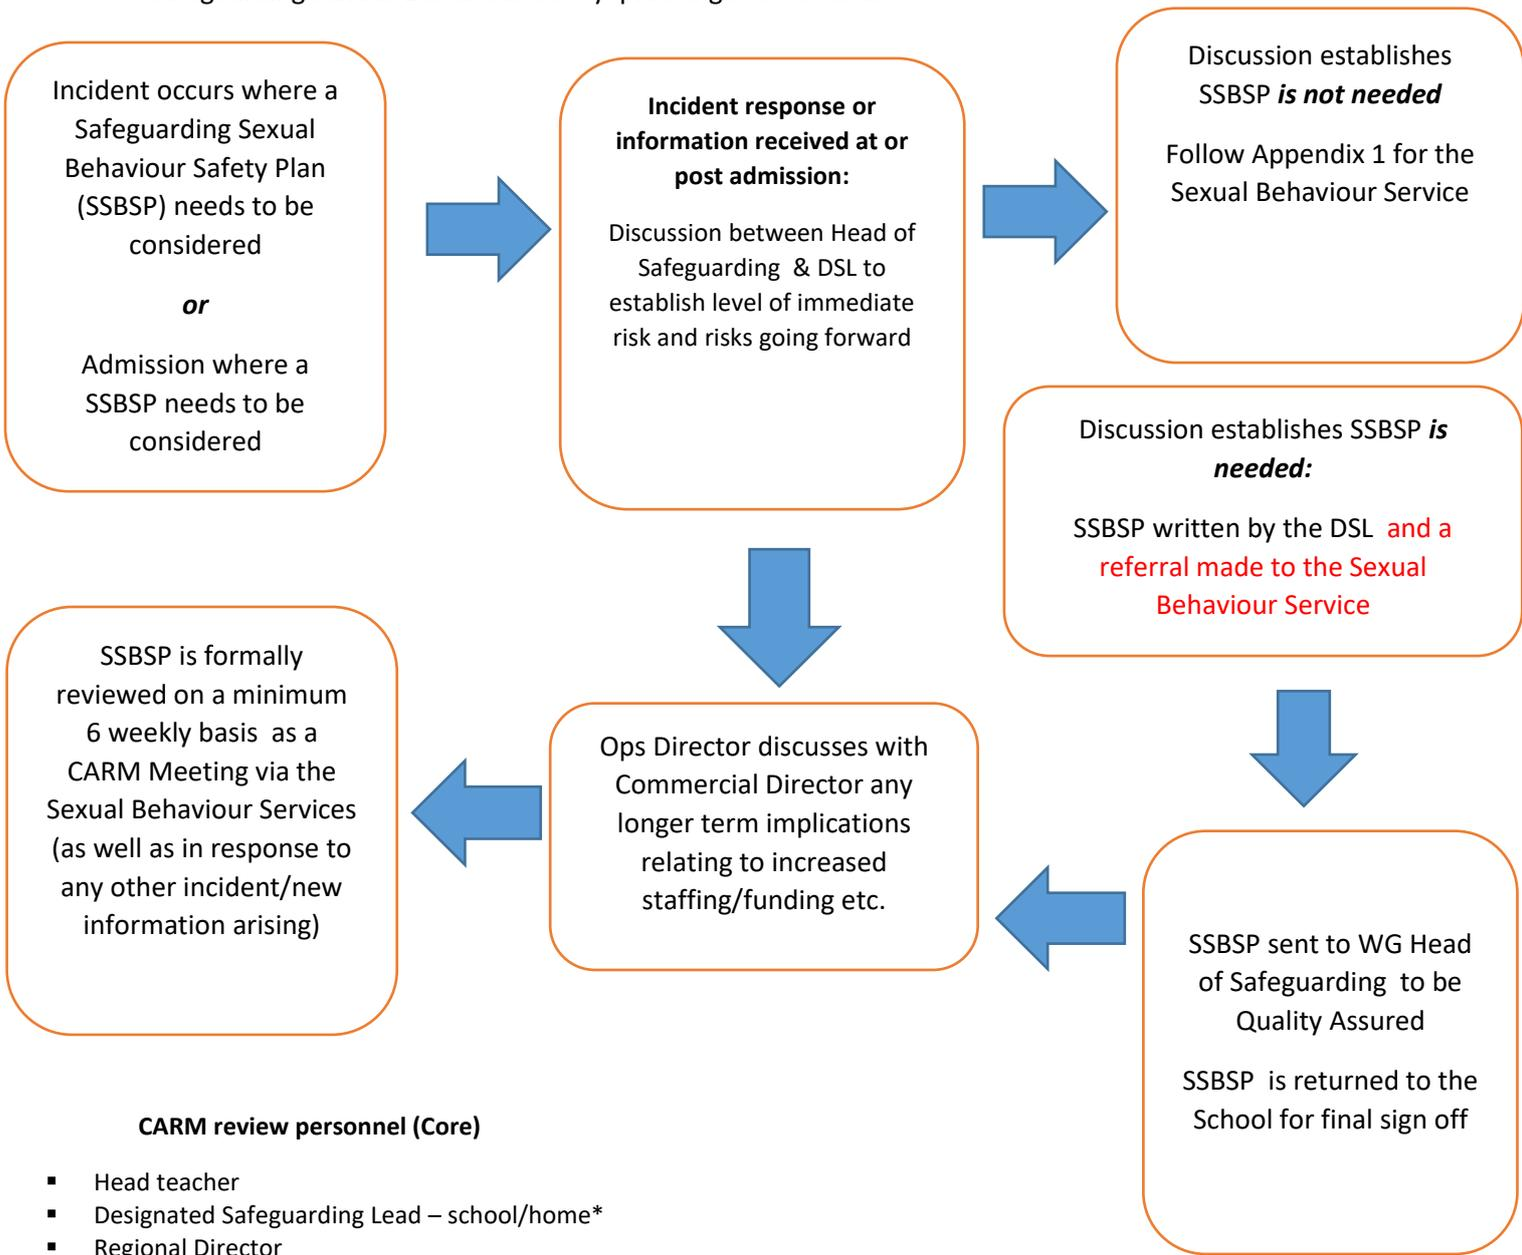 Incident occurs where a
Safeguarding Sexual
Behaviour Safety Plan
(SSBSP) needs to be
considered
or
Admission where a
SSBSP needs to be
considered
Incident response or
information received at or
post admission:
Discussion between Head of
Safeguarding & DSL to
establish level of immediate
risk and risks going forward
Discussion establishes
SSBSP is not needed
Follow Appendix 1 for the
Sexual Behaviour Service
Discussion establishes SSBSP is
needed:
SSBSP written by the DSL and a
referral made to the Sexual
Behaviour Service
SSBSP is formally
reviewed on a minimum
6 weekly basis as a
CARM Meeting via the
Sexual Behaviour Services
(as well as in response to
any other incident/new
information arising)
Ops Director discusses with
Commercial Director any
longer term implications
relating to increased
staffing/funding etc.
SSBSP sent to WG Head
of Safeguarding to be
Quality Assured
SSBSP is returned to the
School for final sign off
CARM review personnel (Core)
▪ Head teacher
▪ Designated Safeguarding Lead – school/home*
▪ Regional Director